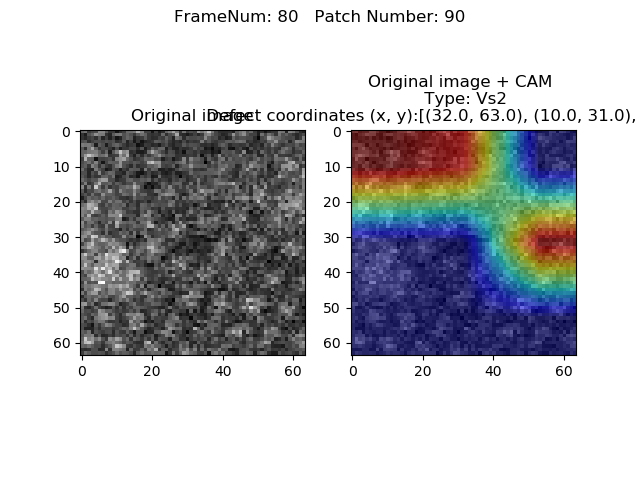 FrameNum: 80   Patch Number: 90
Original image + CAM
Type: Vs2
Original image
Defect coordinates (x, y):[(32.0, 63.0), (10.0, 31.0),
0
10
20
30
40
50
60
0 20 40 60
0
10
20
30
40
50
60
0 20 40 60